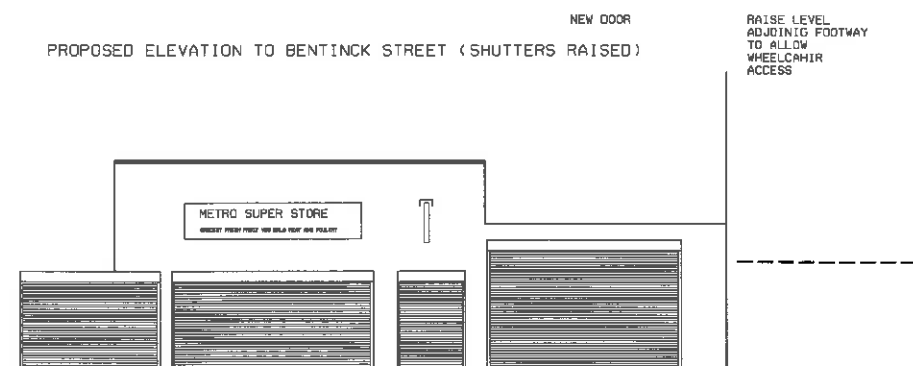 NEW DOOR
RAISE LEVEL
ADJOINIG FOOTWAY
TO ALLOW
WHEELCAHIR
ACCESS
PROPOSED ELEVATION TO BENTINCK STREET (SHUTTERS RAISED)
METRO SUPER STORE